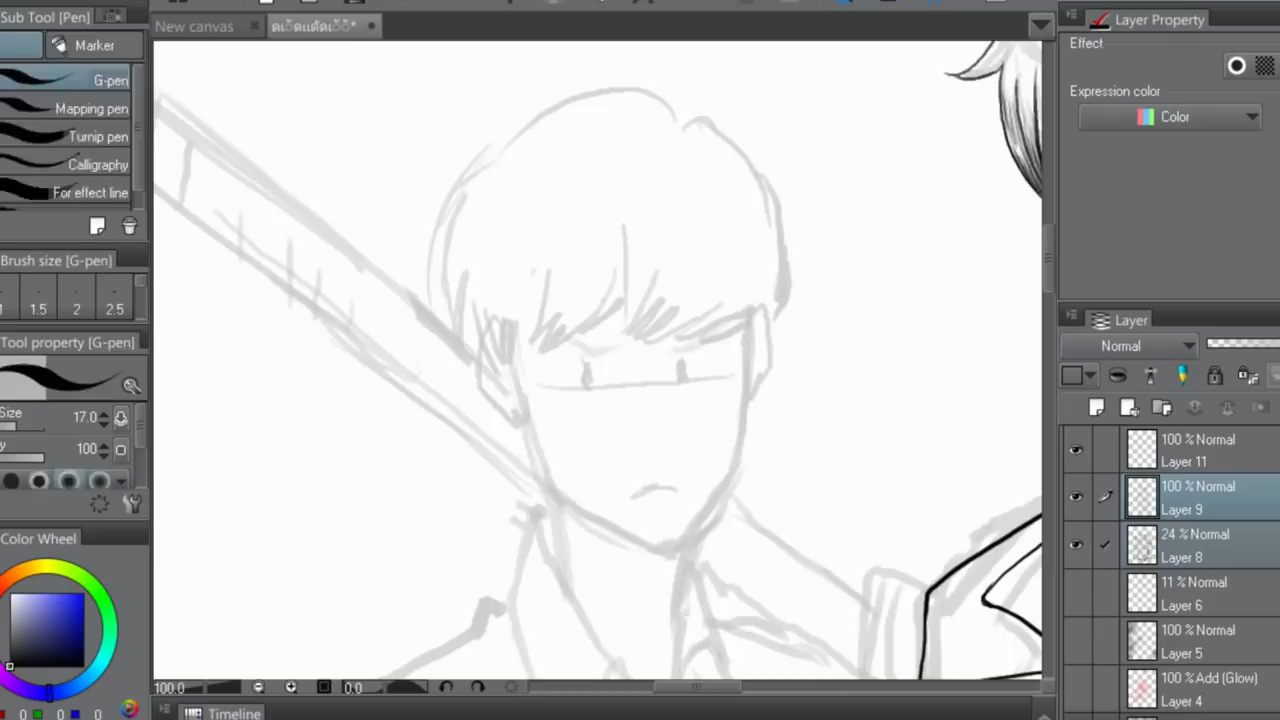 Sub Tool [Pen]
Marker
G-pen
Mapping pen
Turnip pen
Calligraphy
For effect line
Brush size [G-pen]
1.5 2 2.5
Tool property [G-pen]
Size 17.0
100
Color Wheel
0 0 0
New canvas
100.0 0.0
Timeline
Layer Property
Effect
Expression color
Color
Layer
Normal
100 % Normal
Layer 11
100 % Normal
Layer 9
24 % Normal
Layer 8
11 % Normal
Layer 6
100 % Normal
Layer 5
100 % Add (Glow)
Layer 4